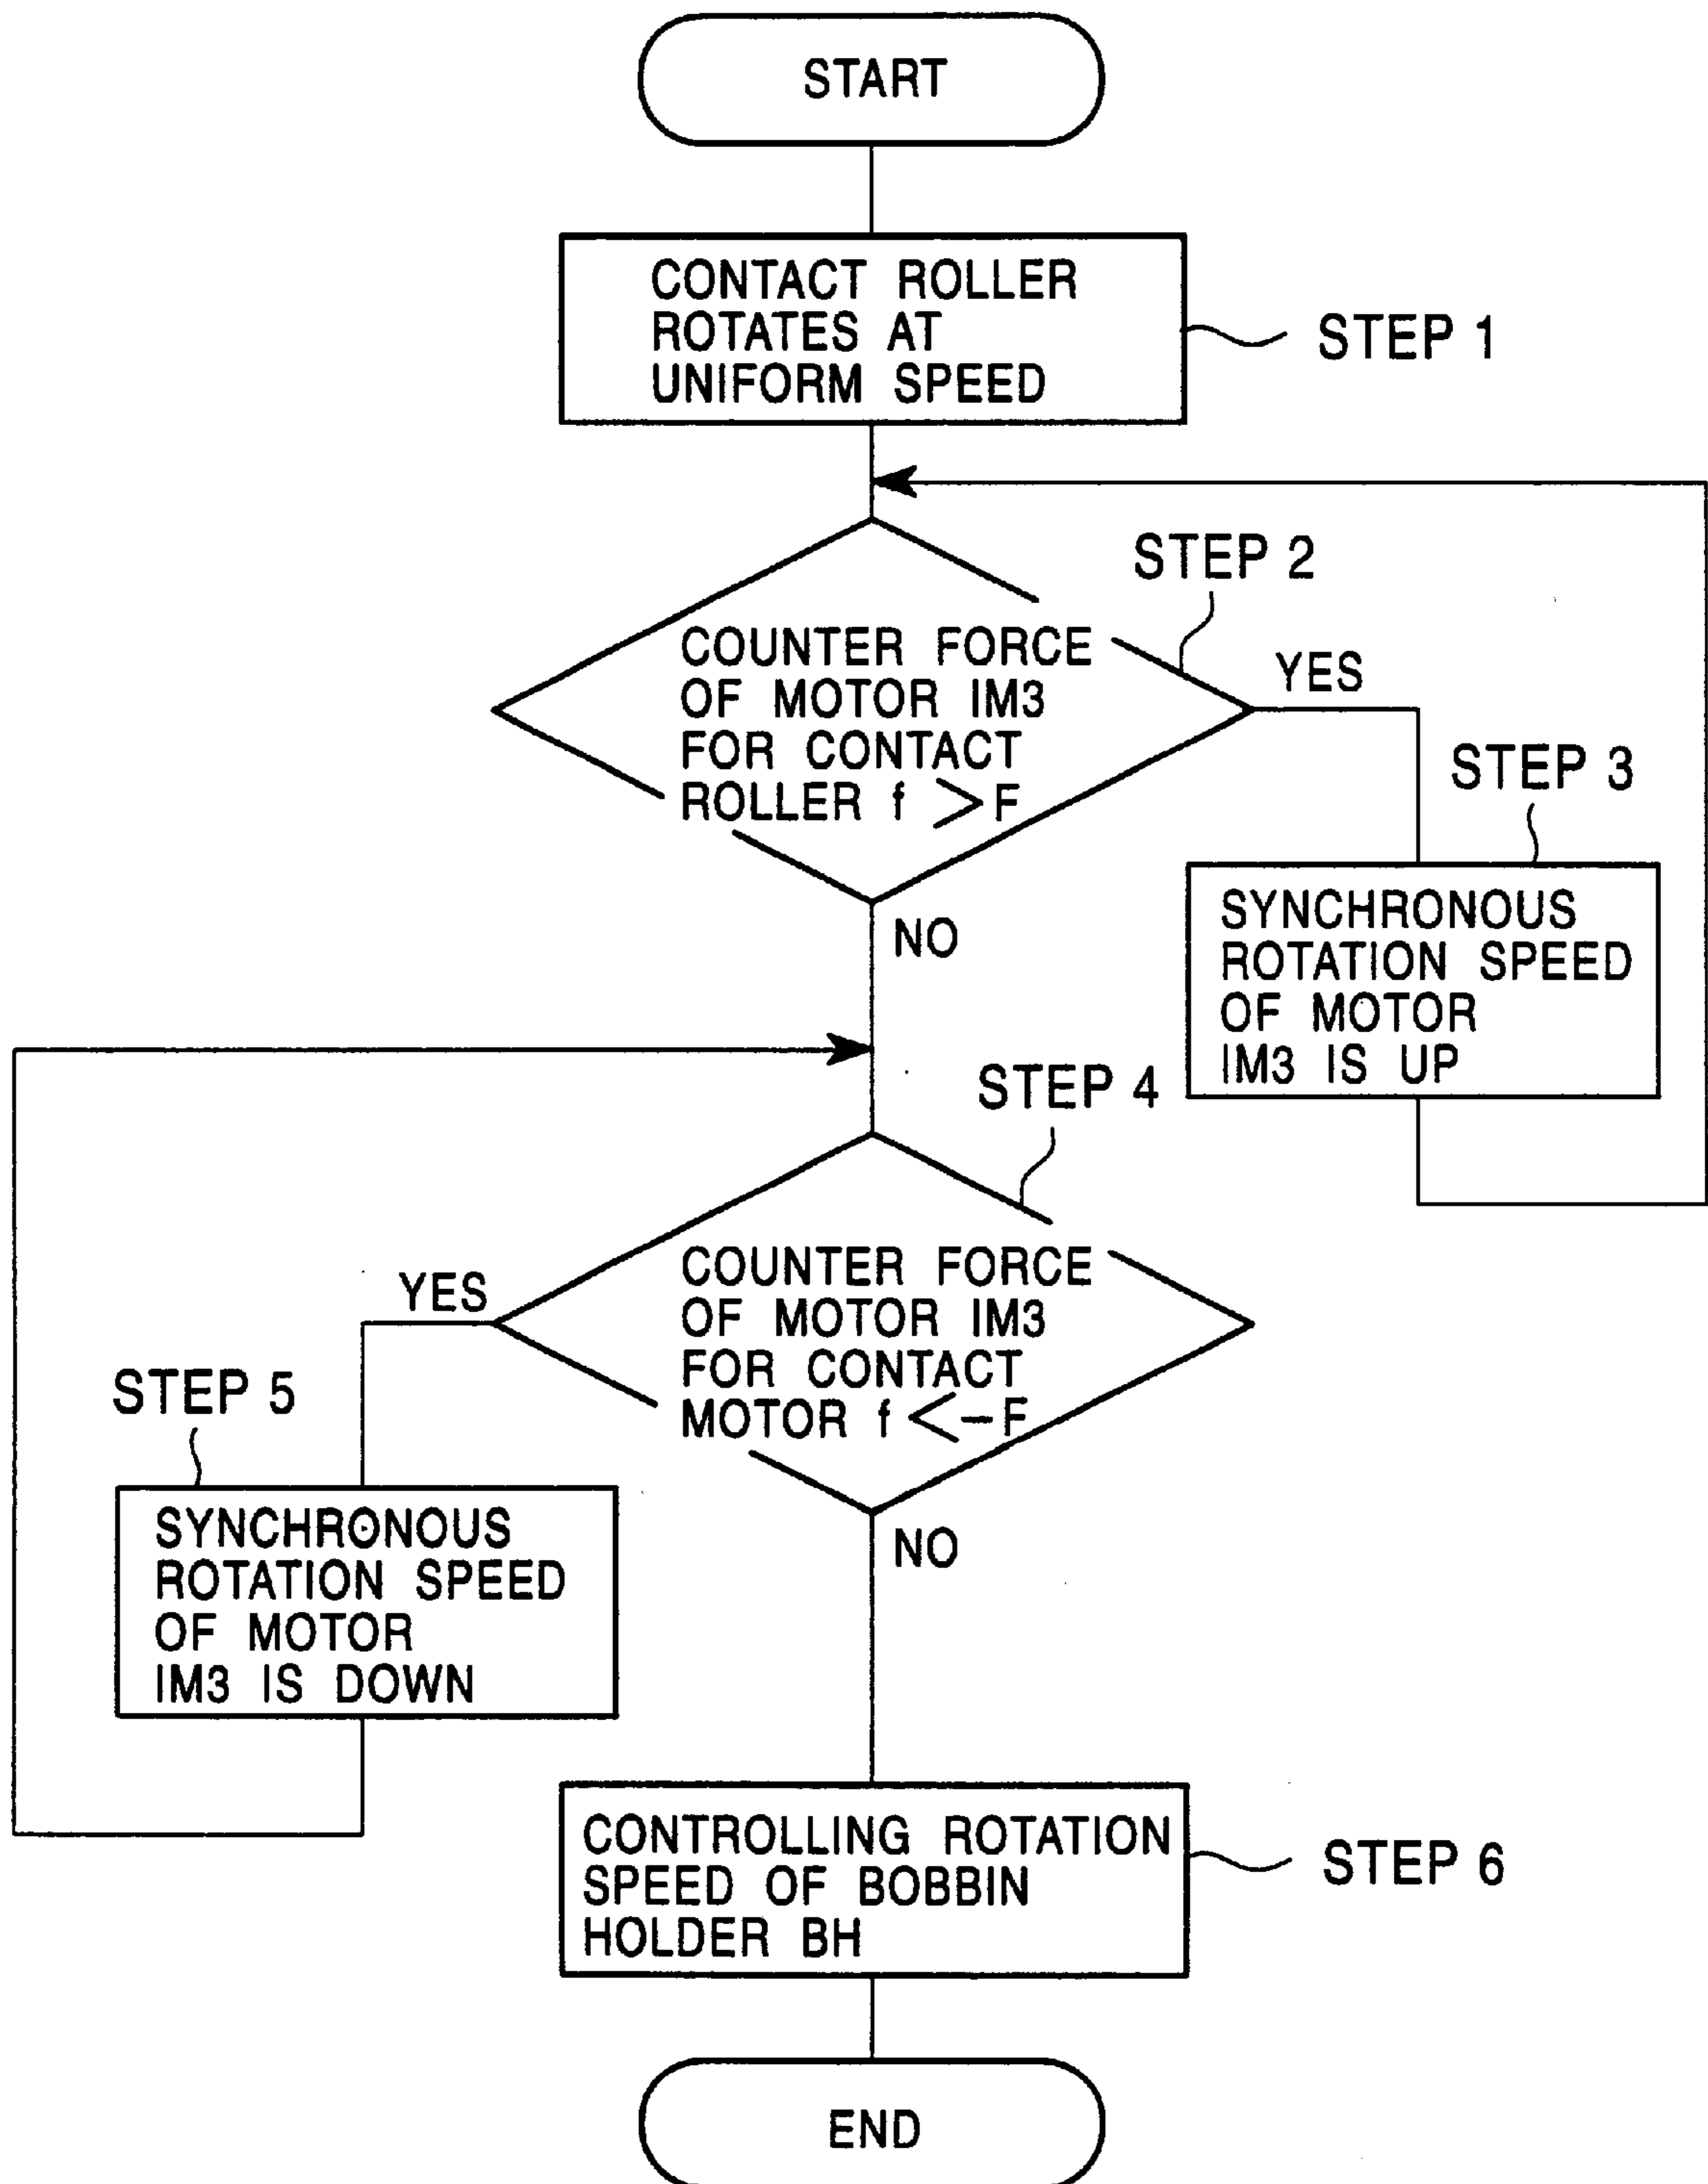 START
CONTACT ROLLER
ROTATES AT
UNIFORM SPEED
STEP 1
STEP 2
COUNTER FORCE
OF MOTOR IM3
FOR CONTACT
ROLLER f >F
YES
STEP 3
SYNCHRONOUS
ROTATION SPEED
OF MOTOR
IM3 IS UP
NO
STEP 4
COUNTER FORCE
OF MOTOR IM3
FOR CONTACT
MOTOR f <-F
YES
STEP 5
SYNCHRONOUS
ROTATION SPEED
OF MOTOR
IM3 IS DOWN
NO
CONTROLLING ROTATION
SPEED OF BOBBIN
HOLDER BH
STEP 6
END